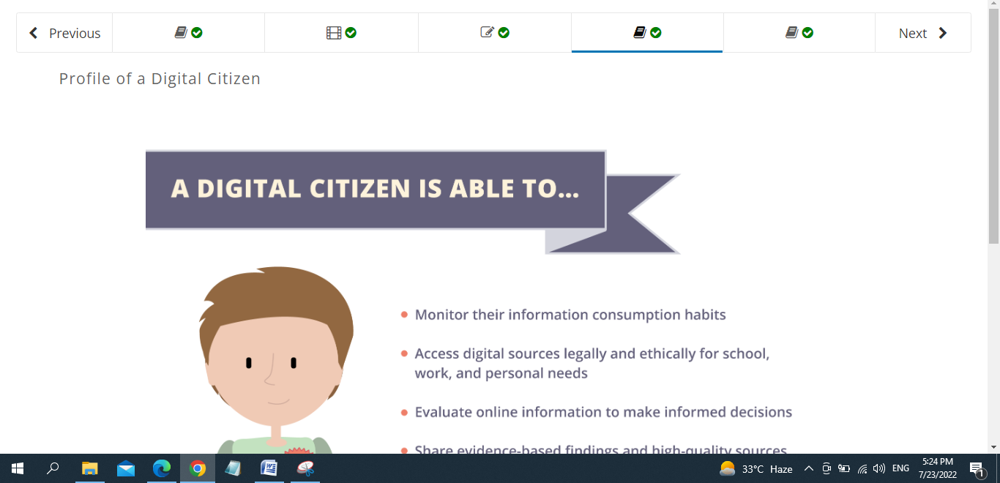 Previous
Next
Profile of a Digital Citizen
A DIGITAL CITIZEN IS ABLE TO...
Monitor their information consumption habits
Access digital sources legally and ethically for school,
work, and personal needs
Evaluate online information to make informed decisions
Share evidence-based findings and high-quality sources
33°C Haze
ENG
5:24 PM
7/23/2022
1